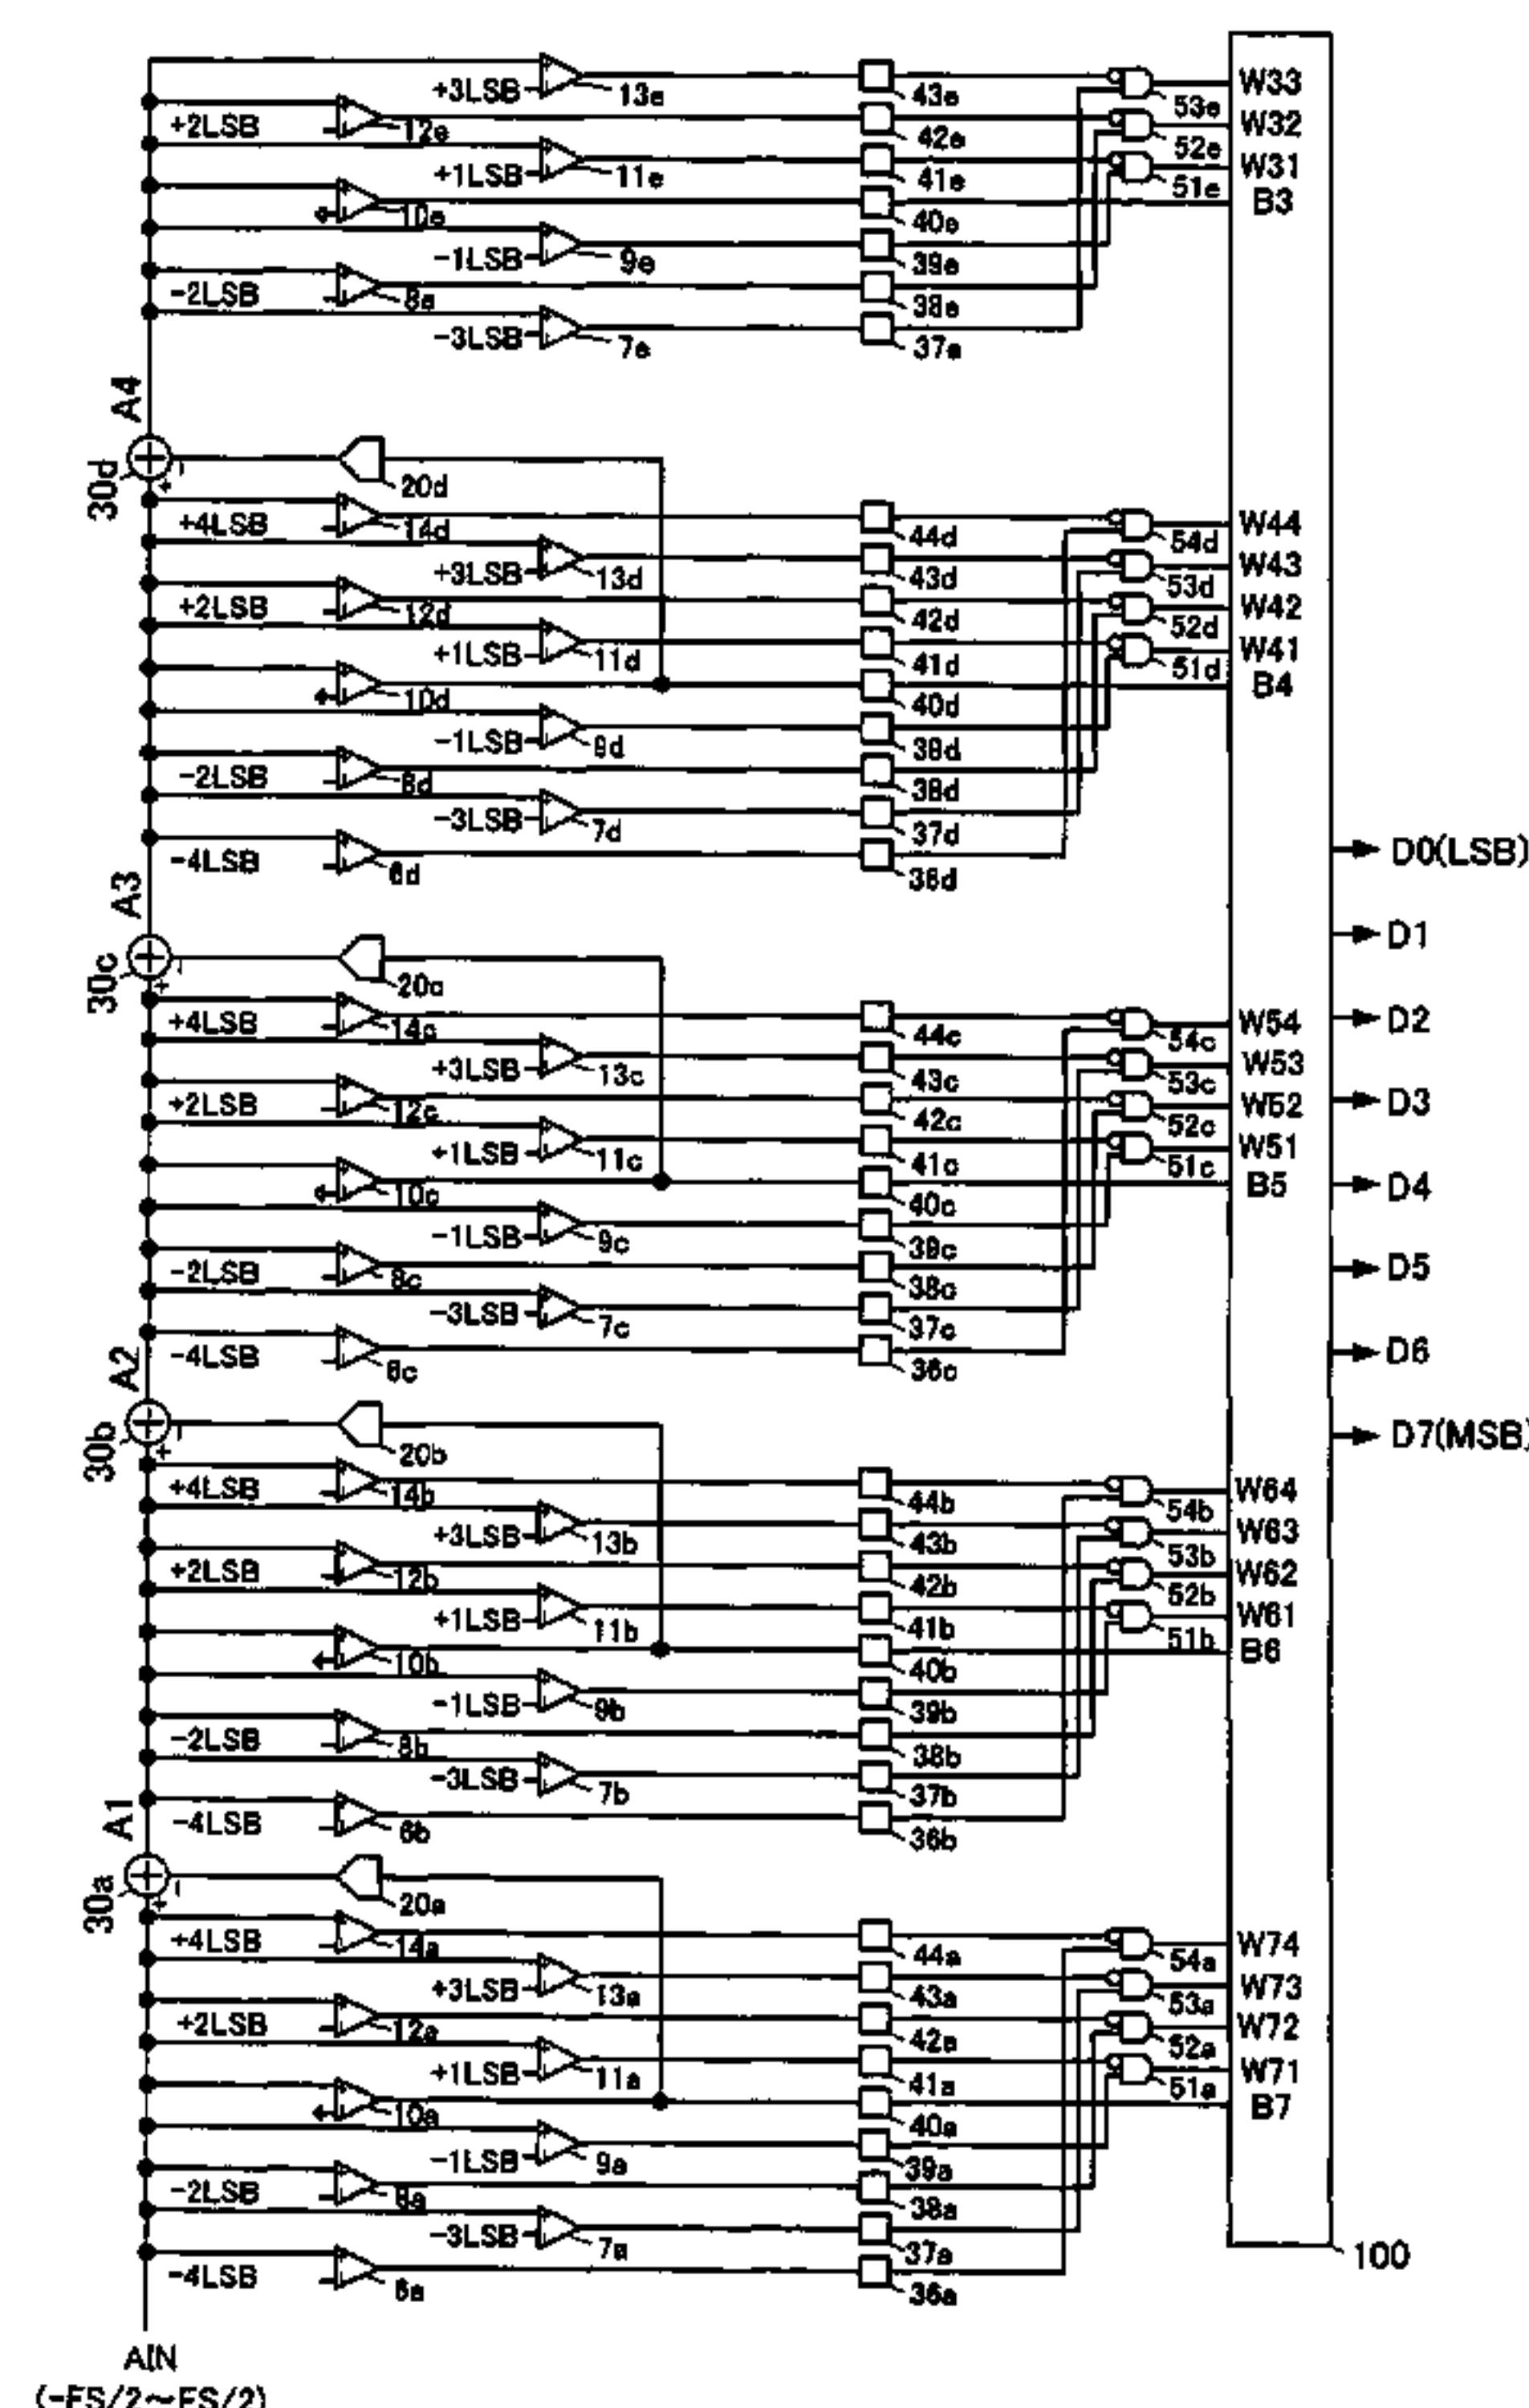 +3LSB 13e 43e 53e W33
+2LSB 12e 42e 52e W32
+1LSB 11e 41e 51e W31
10e 40e B3
-1LSB 9e 39e
-2LSB 8e 38e
-3LSB 7e 37e
A4
30d 20d
+4LSB 14d 44d 54d W44
+3LSB 13d 43d 53d W43
+2LSB 12d 42d 52d W42
+1LSB 11d 41d 51d W41
10d 40d B4
-1LSB 9d 39d
-2LSB 8d 38d
-3LSB 7d 37d
-4LSB 6d 36d
D0(LSB)
A3
D1
30c 20c
+4LSB 14c 44c 54c W54
D2
+3LSB 13c 43c 53c W53
+2LSB 12c 42c 52c W52
D3
+1LSB 11c 41c 51c W51
10c 40c B5
D4
-1LSB 9c 39c
-2LSB 8c 38c
D5
-3LSB 7c 37c
-4LSB 6c 36c
D6
A2
30b 20b
D7(MSB)
+4LSB 14b 44b 54b W64
+3LSB 13b 43b 53b W63
+2LSB 12b 42b 52b W62
+1LSB 11b 41b 51b W61
10b 40b B6
-1LSB 9b 39b
-2LSB 8b 38b
-3LSB 7b 37b
-4LSB 6b 36b
A1
30a 20a
+4LSB 14a 44a 54a W74
+3LSB 13a 43a 53a W73
+2LSB 12a 42a 52a W72
+1LSB 11a 41a 51a W71
10a 40a B7
-1LSB 9a 39a
-2LSB 8a 38a
-3LSB 7a 37a
-4LSB 6a 36a
100
AIN
(-FS/2～FS/2)